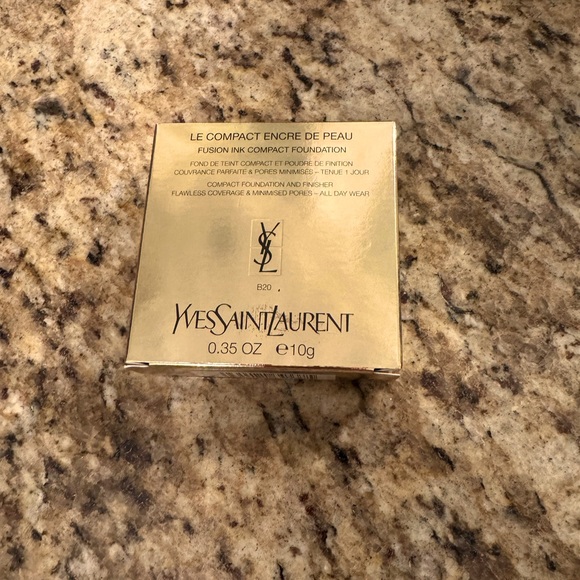 LE COMPACT ENCRE DE PEAU
FUSION INK COMPACT FOUNDATION
FOND DE TEINT COMPACT ET POUDRE DE FINITION
COUVRANCE PARFAITE & PORES MINIMISÉS – TENUE 1 JOUR
COMPACT FOUNDATION AND FINISHER
FLAWLESS COVERAGE & MINIMISED PORES – ALL DAY WEAR
YSL
B20
YVESSAINTLAURENT
0.35 OZ ℮10g